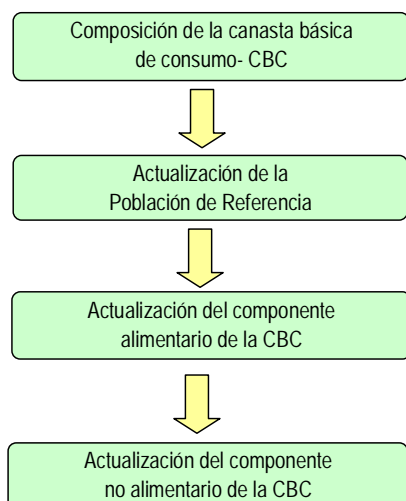 Composición de la canasta básica
de consumo- CBC
Actualización de la
Población de Referencia
Actualización del componente
alimentario de la CBC
Actualización del componente
no alimentario de la CBC